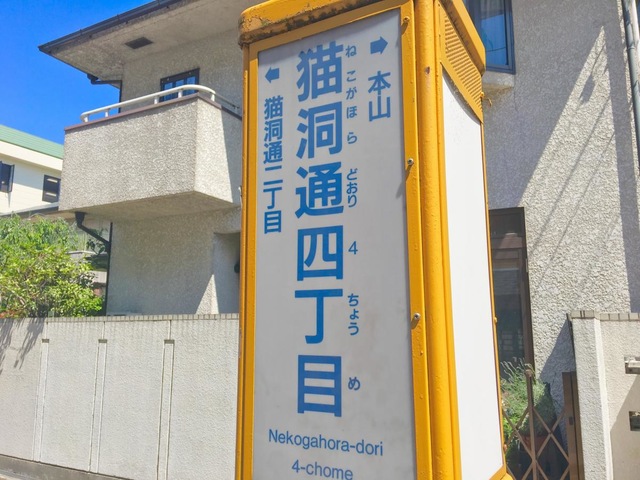 ➡ 本山
猫洞通四丁目
ねこがほら どおり 4 ちょう め
⬅ 猫洞通二丁目
Nekogahora-dori
4-chome